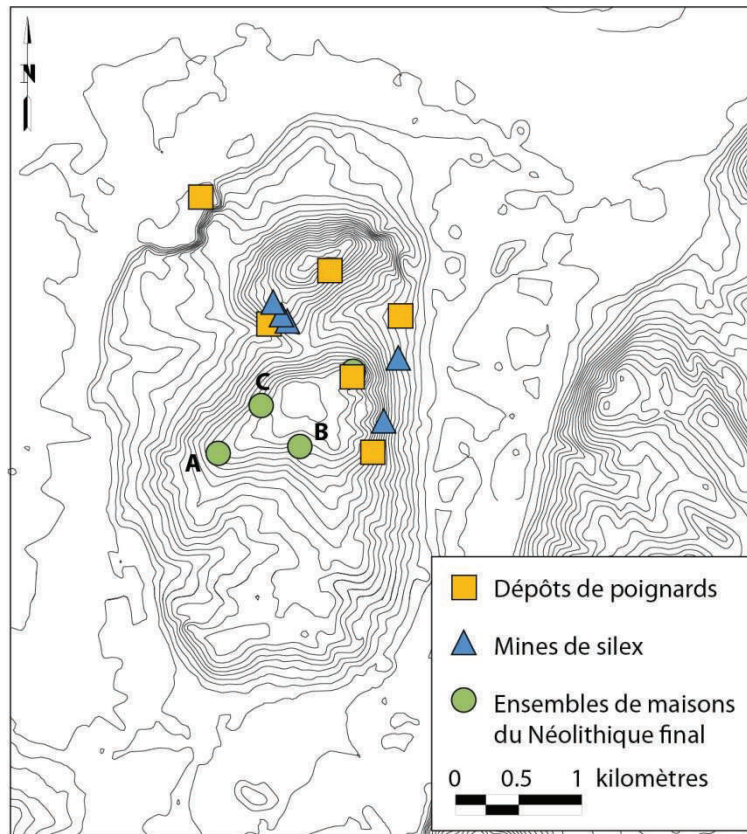 N
C
B
A
Dépôts de poignards
Mines de silex
Ensembles de maisons
du Néolithique final
0 0.5 1 kilomètres